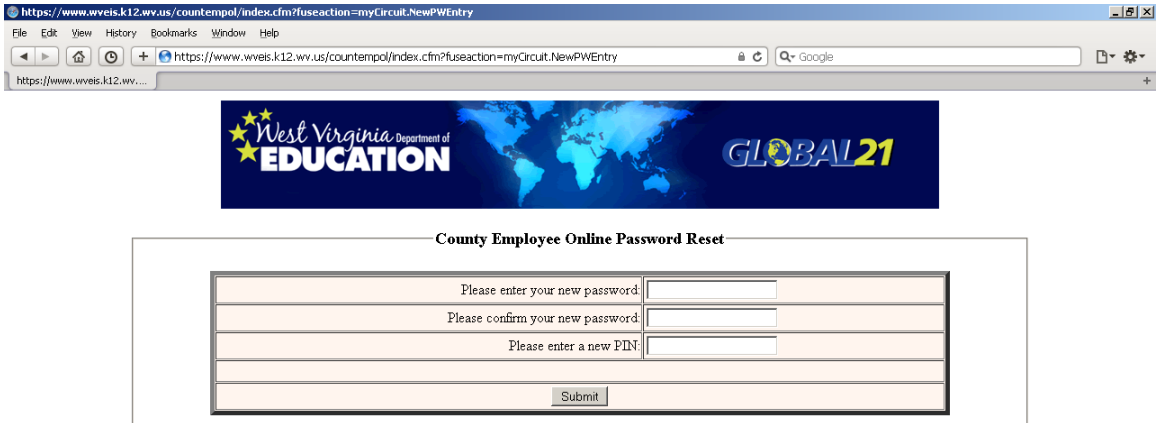 https://www.wveis.k12.wv.us/countempol/index.cfm?fuseaction=myCircuit.NewPWEntry
File Edit View History Bookmarks Window Help
https://www.wveis.k12.wv.us/countempol/index.cfm?fuseaction=myCircuit.NewPWEntry Google
https://www.wveis.k12.wv....
West Virginia Department of
EDUCATION
GLOBAL21
County Employee Online Password Reset
Please enter your new password:
Please confirm your new password:
Please enter a new PIN:
Submit